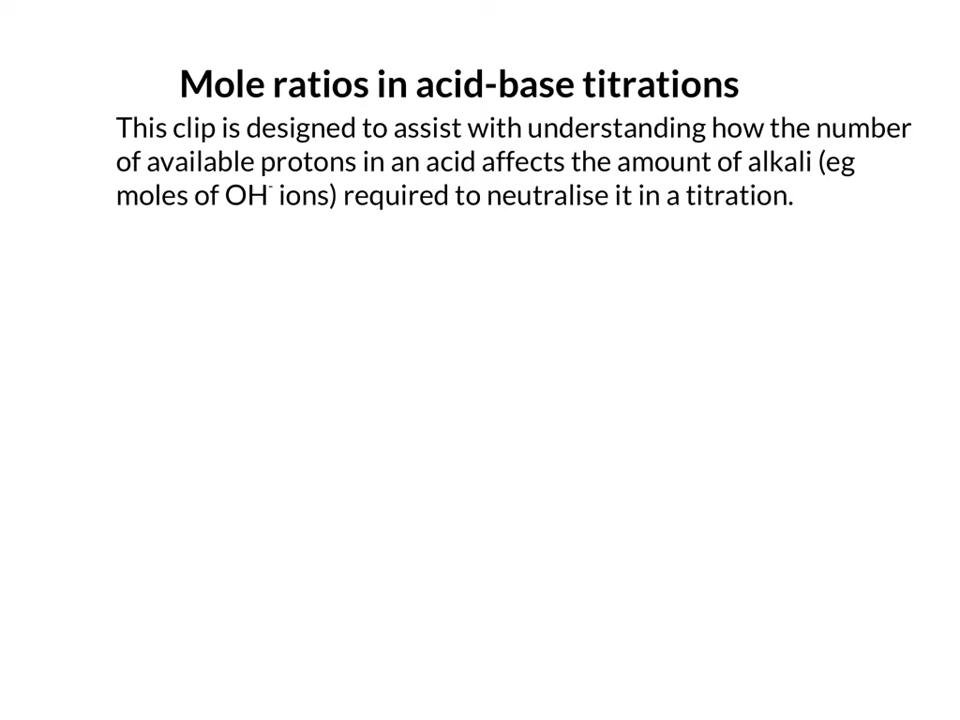 Mole ratios in acid-base titrations
This clip is designed to assist with understanding how the number
of available protons in an acid affects the amount of alkali (eg
moles of OH⁻ ions) required to neutralise it in a titration.